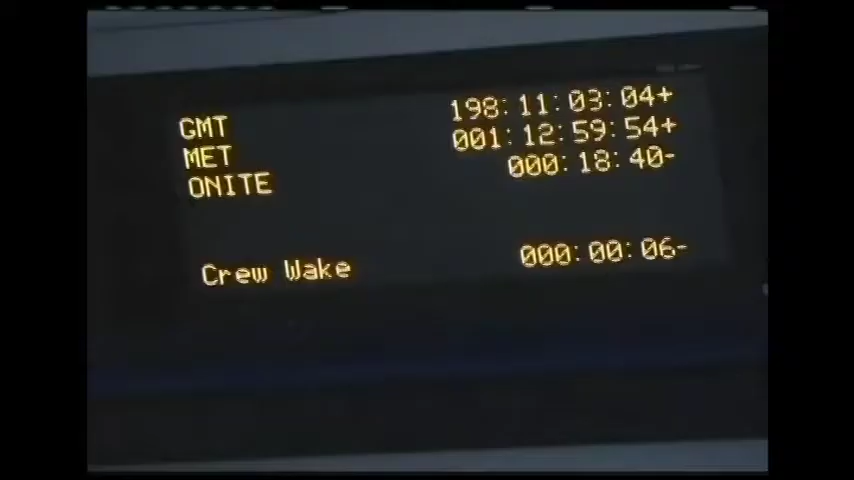 GMT 198:11:03:04+
MET 001:12:59:54+
ONITE 000:18:40-
Crew Wake 000:00:06-